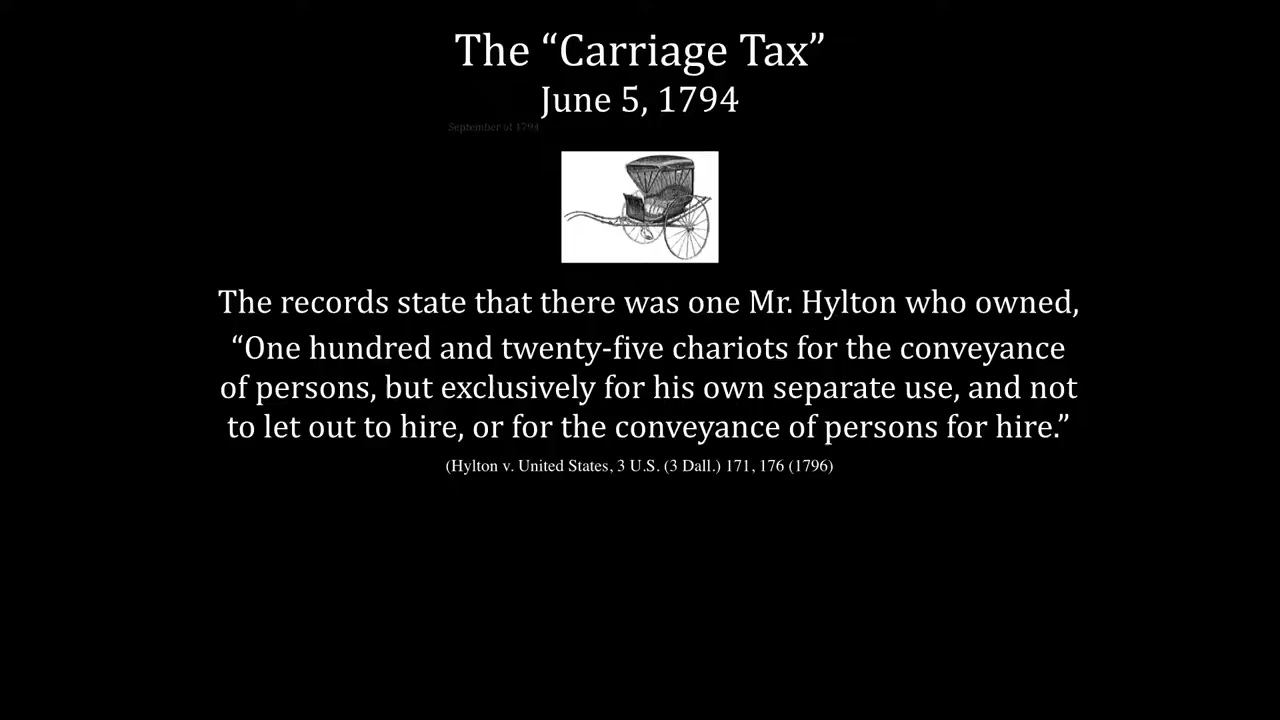 The “Carriage Tax”
June 5, 1794
September of 1794
The records state that there was one Mr. Hylton who owned,
“One hundred and twenty-five chariots for the conveyance
of persons, but exclusively for his own separate use, and not
to let out to hire, or for the conveyance of persons for hire.”
(Hylton v. United States, 3 U.S. (3 Dall.) 171, 176 (1796)